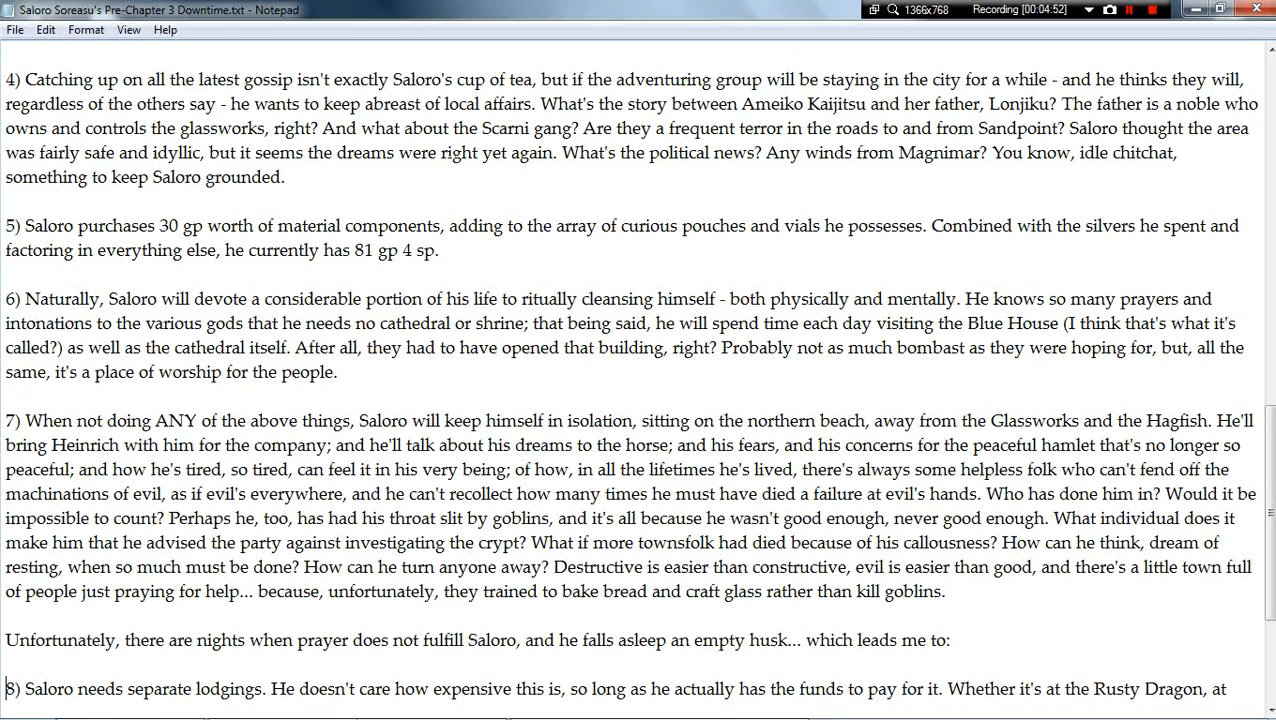 Saloro Soreasu's Pre-Chapter 3 Downtime.txt - Notepad
1366x768
Recording [00:04:52]
File Edit Format View Help
4) Catching up on all the latest gossip isn't exactly Saloro's cup of tea, but if the adventuring group will be staying in the city for a while - and he thinks they will,
regardless of the others say - he wants to keep abreast of local affairs. What's the story between Ameiko Kaijitsu and her father, Lonjiku? The father is a noble who
owns and controls the glassworks, right? And what about the Scarni gang? Are they a frequent terror in the roads to and from Sandpoint? Saloro thought the area
was fairly safe and idyllic, but it seems the dreams were right yet again. What's the political news? Any winds from Magnimar? You know, idle chitchat,
something to keep Saloro grounded.
5) Saloro purchases 30 gp worth of material components, adding to the array of curious pouches and vials he possesses. Combined with the silvers he spent and
factoring in everything else, he currently has 81 gp 4 sp.
6) Naturally, Saloro will devote a considerable portion of his life to ritually cleansing himself - both physically and mentally. He knows so many prayers and
intonations to the various gods that he needs no cathedral or shrine; that being said, he will spend time each day visiting the Blue House (I think that's what it's
called?) as well as the cathedral itself. After all, they had to have opened that building, right? Probably not as much bombast as they were hoping for, but, all the
same, it's a place of worship for the people.
7) When not doing ANY of the above things, Saloro will keep himself in isolation, sitting on the northern beach, away from the Glassworks and the Hagfish. He'll
bring Heinrich with him for the company; and he'll talk about his dreams to the horse; and his fears, and his concerns for the peaceful hamlet that's no longer so
peaceful; and how he's tired, so tired, can feel it in his very being; of how, in all the lifetimes he's lived, there's always some helpless folk who can't fend off the
machinations of evil, as if evil's everywhere, and he can't recollect how many times he must have died a failure at evil's hands. Who has done him in? Would it be
impossible to count? Perhaps he, too, has had his throat slit by goblins, and it's all because he wasn't good enough, never good enough. What individual does it
make him that he advised the party against investigating the crypt? What if more townsfolk had died because of his callousness? How can he think, dream of
resting, when so much must be done? How can he turn anyone away? Destructive is easier than constructive, evil is easier than good, and there's a little town full
of people just praying for help... because, unfortunately, they trained to bake bread and craft glass rather than kill goblins.
Unfortunately, there are nights when prayer does not fulfill Saloro, and he falls asleep an empty husk... which leads me to:
8) Saloro needs separate lodgings. He doesn't care how expensive this is, so long as he actually has the funds to pay for it. Whether it's at the Rusty Dragon, at